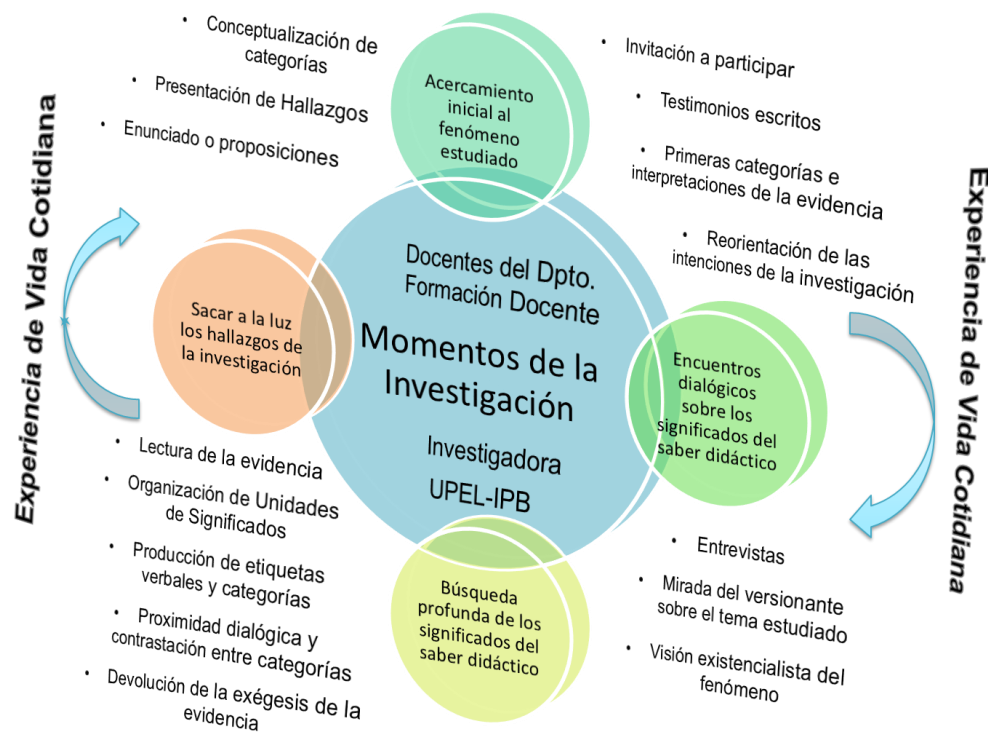 Acercamiento
inicial al
fenómeno
estudiado
• Invitación a participar
• Testimonios escritos
• Primeras categorías e
interpretaciones de la evidencia
• Reorientación de las
intenciones de la investigación
Experiencia de Vida Cotidiana
Encuentros
dialógicos
sobre los
significados del
saber didáctico
• Entrevistas
• Mirada del versionante
sobre el tema estudiado
• Visión existencialista del
fenómeno
Búsqueda
profunda de los
significados del
saber didáctico
• Lectura de la evidencia
• Organización de Unidades
de Significados
• Producción de etiquetas
verbales y categorías
• Proximidad dialógica y
contrastación entre categorías
• Devolución de la exégesis de la
evidencia
Sacar a la luz
los hallazgos de
la investigación
• Conceptualización de
categorías
• Presentación de Hallazgos
• Enunciado o proposiciones
Experiencia de Vida Cotidiana
Docentes del Dpto.
Formación Docente
Momentos de la
Investigación
Investigadora
UPEL-IPB